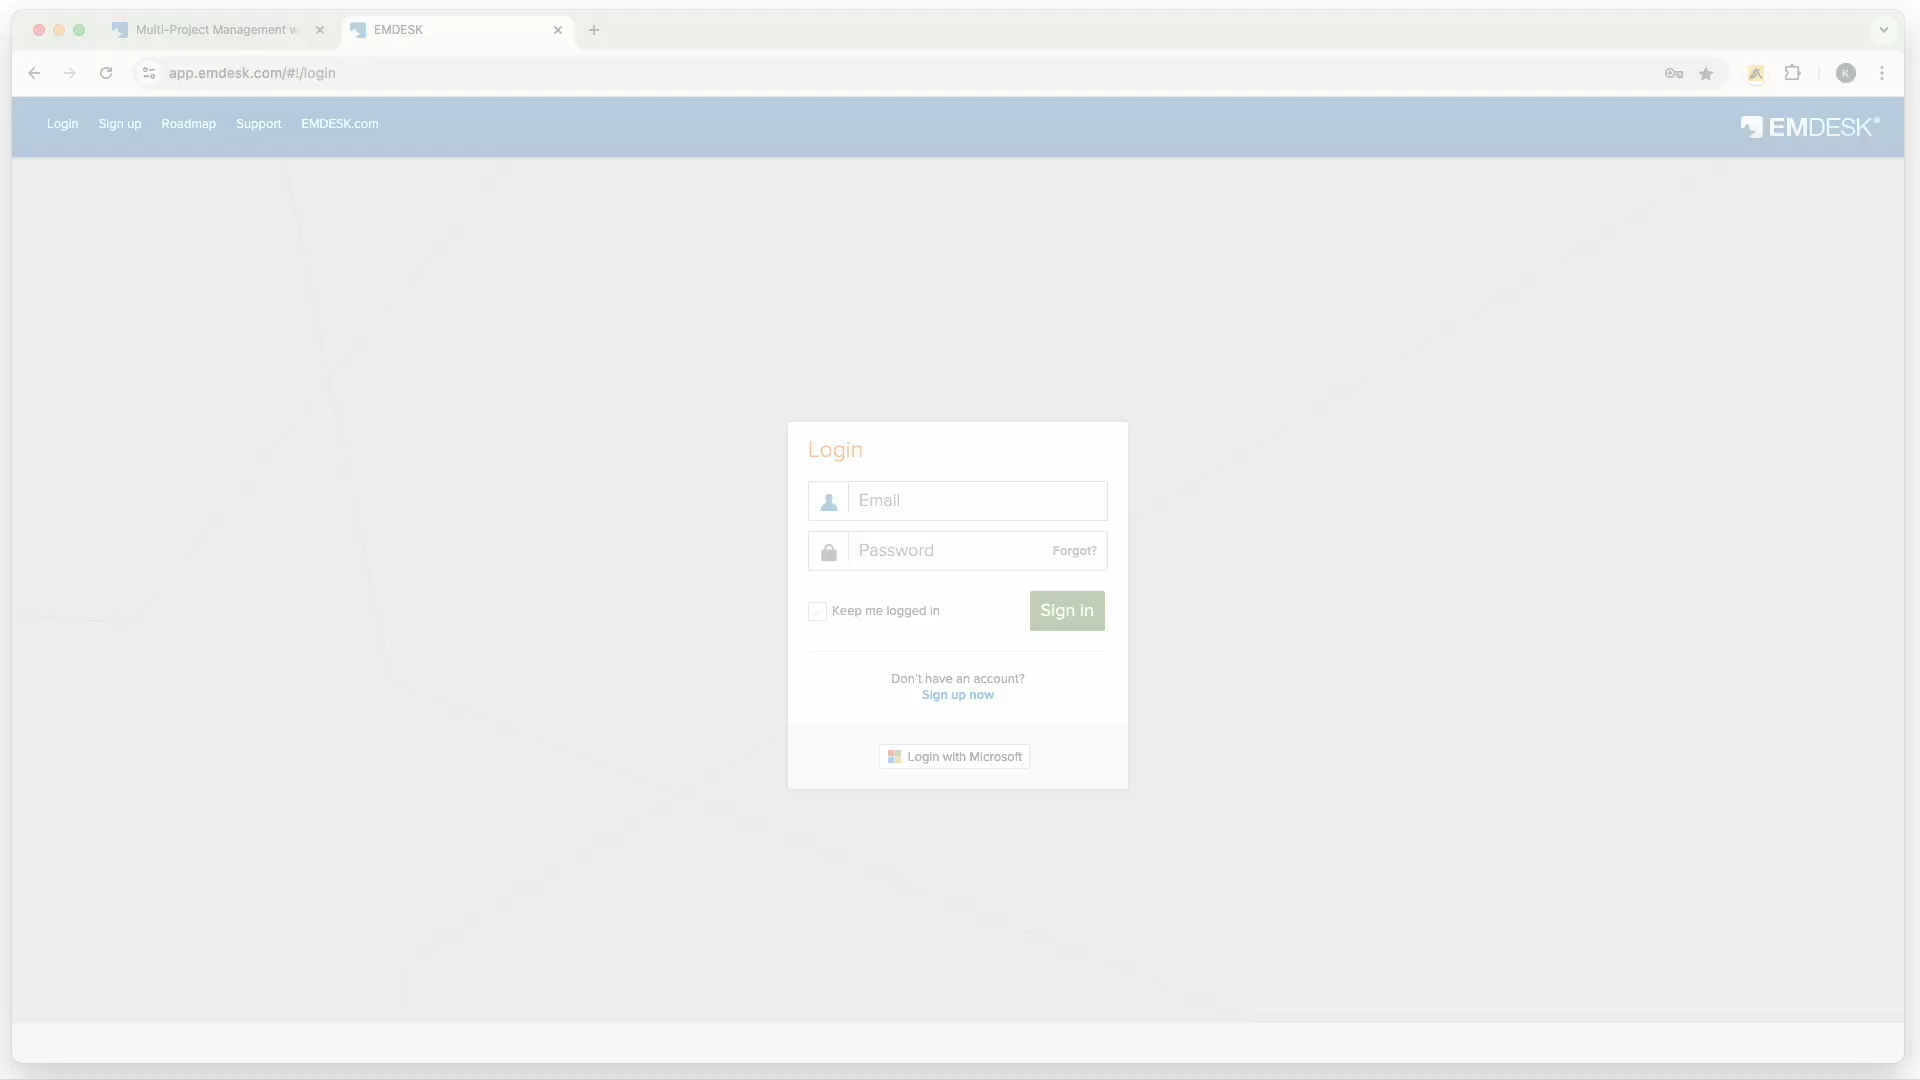 Multi-Project Management w
EMDESK
app.emdesk.com/#!/login
K
Login
Sign up
Roadmap
Support
EMDESK.com
EMDESK®
Login
Email
Password
Forgot?
Keep me logged in
Sign in
Don't have an account?
Sign up now
Login with Microsoft